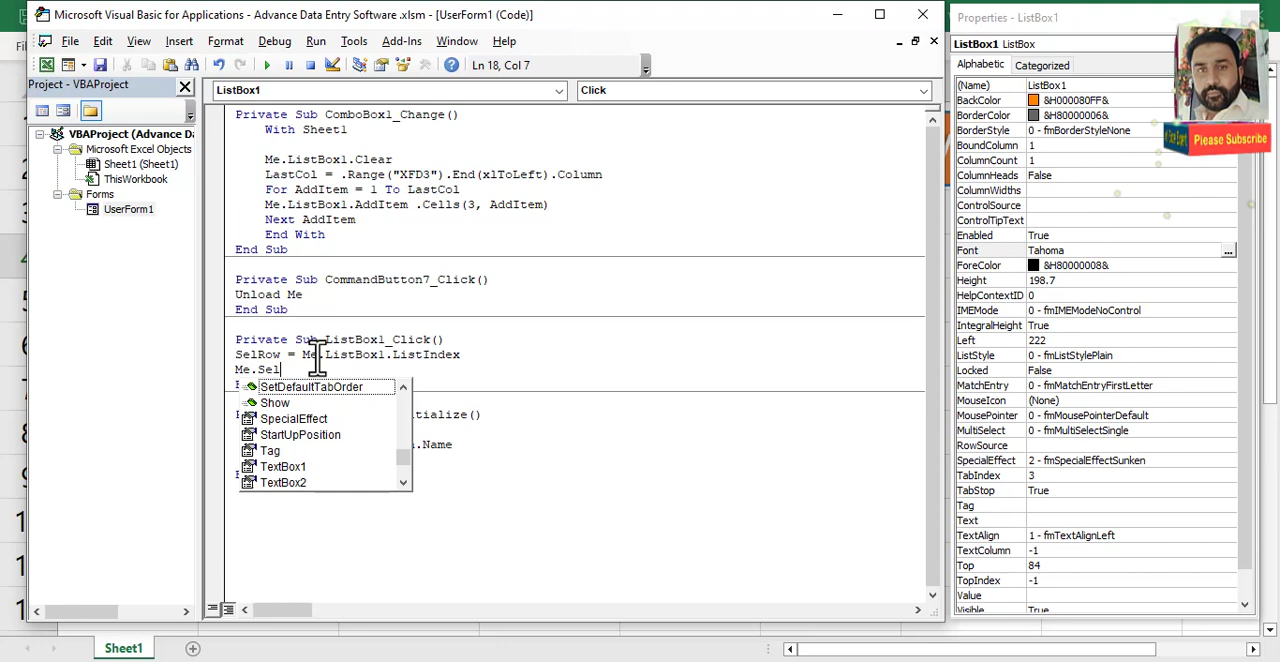 Microsoft Visual Basic for Applications - Advance Data Entry Software .xlsm - [UserForm1 (Code)]
File Edit View Insert Format Debug Run Tools Add-Ins Window Help
Ln 18, Col 7
Project - VBAProject
VBAProject (Advance Da
Microsoft Excel Objects
Sheet1 (Sheet1)
ThisWorkbook
Forms
UserForm1
ListBox1
Click
Private Sub ComboBox1_Change()
With Sheet1
Me.ListBox1.Clear
LastCol = .Range("XFD3").End(xlToLeft).Column
For AddItem = 1 To LastCol
Me.ListBox1.AddItem .Cells(3, AddItem)
Next AddItem
End With
End Sub
Private Sub CommandButton7_Click()
Unload Me
End Sub
Private Sub ListBox1_Click()
SelRow = Me.ListBox1.ListIndex
Me.Sel
SetDefaultTabOrder
Show
SpecialEffect
StartUpPosition
Tag
TextBox1
TextBox2
itialize()
.Name
Properties - ListBox1
ListBox1 ListBox
Alphabetic Categorized
(Name) ListBox1
BackColor &H000080FF&
BorderColor &H80000006&
BorderStyle 0 - fmBorderStyleNone
BoundColumn 1
ColumnCount 1
ColumnHeads False
ColumnWidths
ControlSource
ControlTipText
Enabled True
Font Tahoma ...
ForeColor &H80000008&
Height 198.7
HelpContextID 0
IMEMode 0 - fmIMEModeNoControl
IntegralHeight True
Left 222
ListStyle 0 - fmListStylePlain
Locked False
MatchEntry 0 - fmMatchEntryFirstLetter
MouseIcon (None)
MousePointer 0 - fmMousePointerDefault
MultiSelect 0 - fmMultiSelectSingle
RowSource
SpecialEffect 2 - fmSpecialEffectSunken
TabIndex 3
TabStop True
Tag
Text
TextAlign 1 - fmTextAlignLeft
TextColumn -1
Top 84
TopIndex -1
Value
Visible True
Please Subscribe
Sheet1